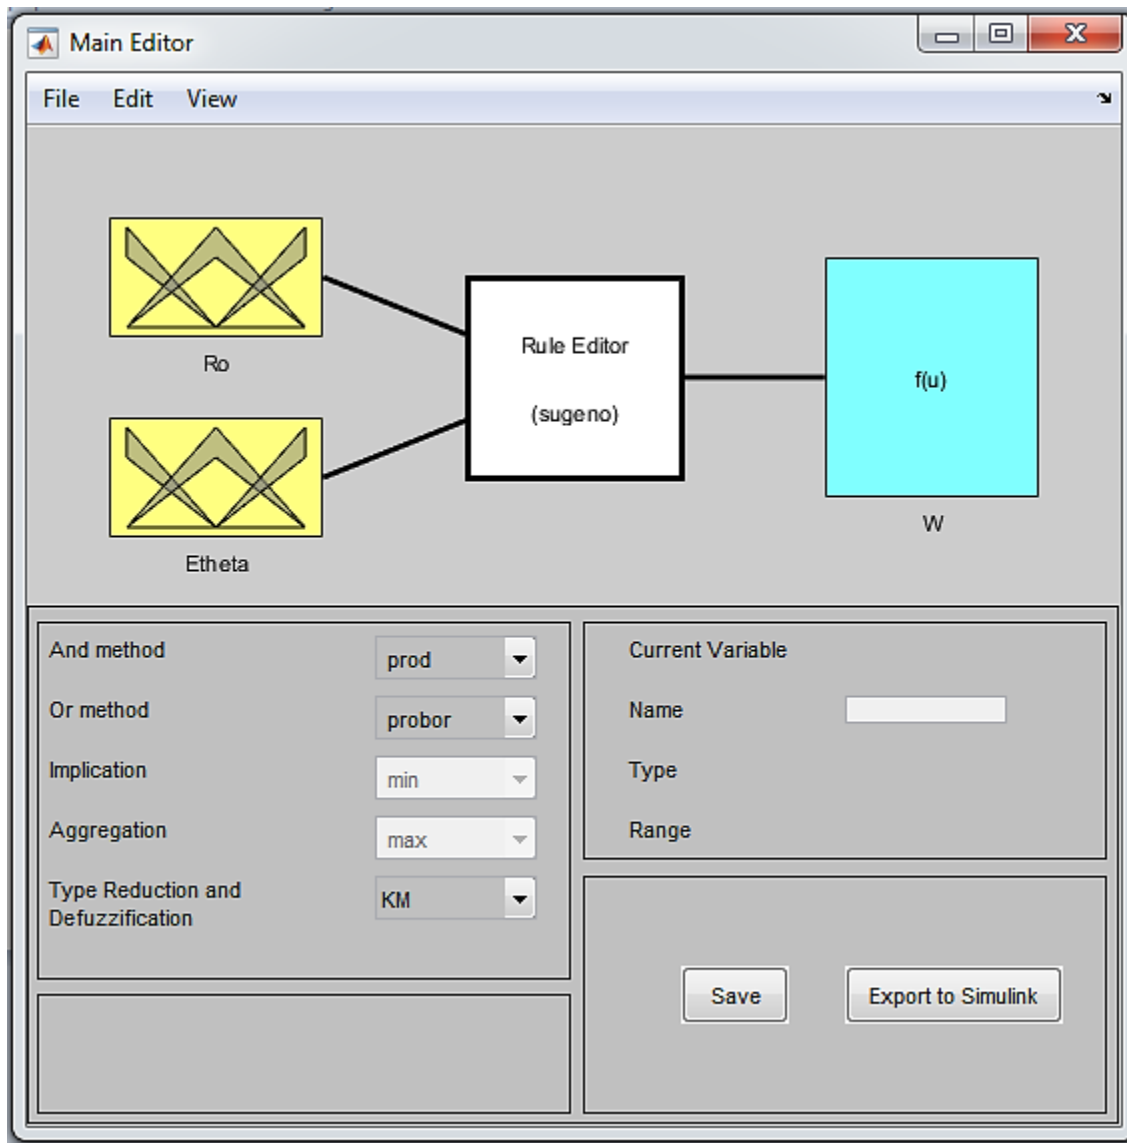 Main Editor
File Edit View
Ro
Etheta
Rule Editor
(sugeno)
f(u)
W
And method prod
Or method probor
Implication min
Aggregation max
Type Reduction and
Defuzzification
KM
Current Variable
Name
Type
Range
Save Export to Simulink